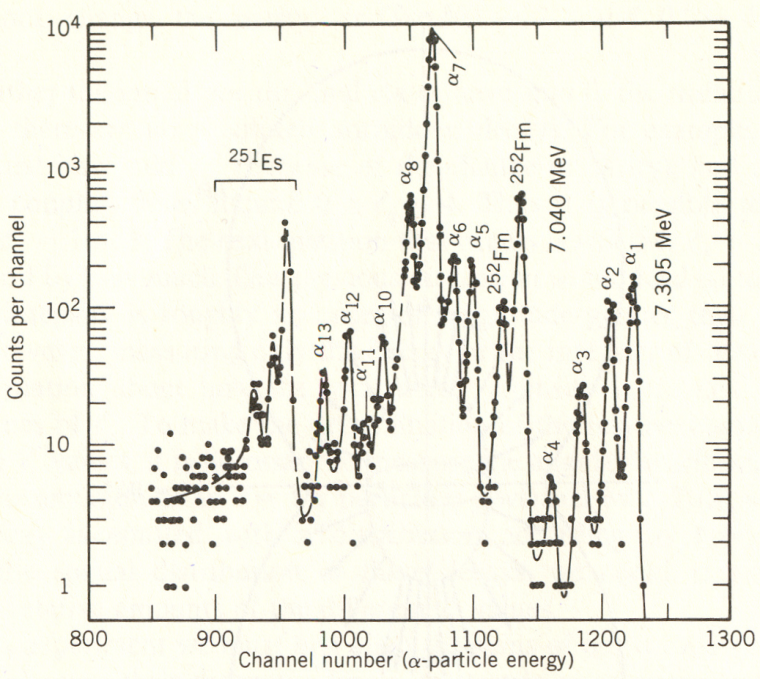 10⁴
10³
10²
10
1
800
900
1000
1100
1200
1300
Counts per channel
Channel number (α-particle energy)
²⁵¹Es
α₁₃
α₁₂
α₁₁
α₁₀
α₈
α₇
α₆
α₅
²⁵²Fm
²⁵²Fm
7.040 MeV
α₄
α₃
α₂
α₁
7.305 MeV